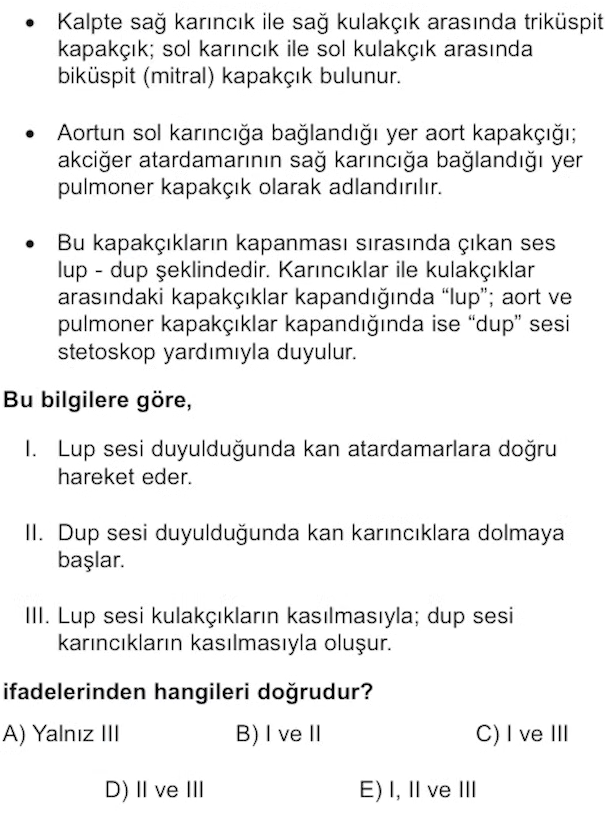 • Kalpte sağ karıncık ile sağ kulakçık arasında triküspit
kapakçık; sol karıncık ile sol kulakçık arasında
biküspit (mitral) kapakçık bulunur.
• Aortun sol karıncığa bağlandığı yer aort kapakçığı;
akciğer atardamarının sağ karıncığa bağlandığı yer
pulmoner kapakçık olarak adlandırılır.
• Bu kapakçıkların kapanması sırasında çıkan ses
lup - dup şeklindedir. Karıncıklar ile kulakçıklar
arasındaki kapakçıklar kapandığında “lup”; aort ve
pulmoner kapakçıklar kapandığında ise “dup” sesi
stetoskop yardımıyla duyulur.
Bu bilgilere göre,
I. Lup sesi duyulduğunda kan atardamarlara doğru
hareket eder.
II. Dup sesi duyulduğunda kan karıncıklara dolmaya
başlar.
III. Lup sesi kulakçıkların kasılmasıyla; dup sesi
karıncıkların kasılmasıyla oluşur.
ifadelerinden hangileri doğrudur?
A) Yalnız III B) I ve II C) I ve III
D) II ve III E) I, II ve III